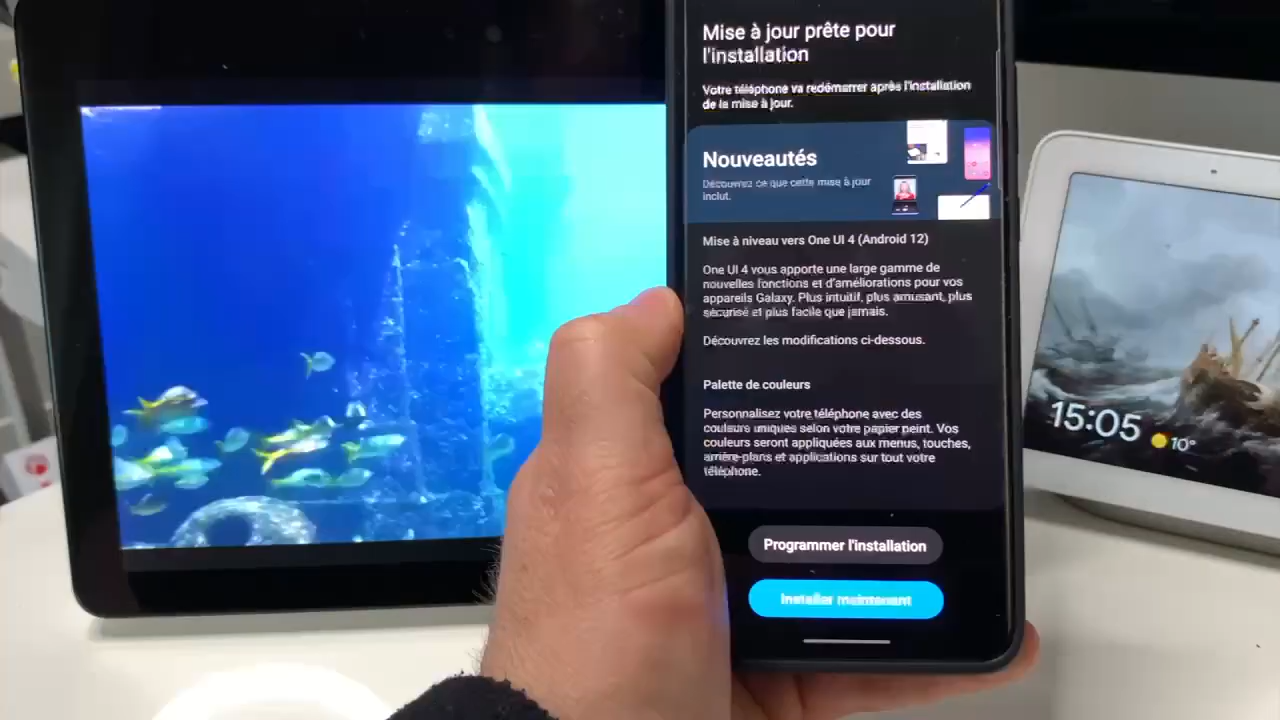 Mise à jour prête pour
l'installation
Votre téléphone va redémarrer après l'installation
de la mise à jour.
Nouveautés
Découvrez ce que cette mise à jour
inclut.
Mise à niveau vers One UI 4 (Android 12)
One UI 4 vous apporte une large gamme de
nouvelles fonctions et d'améliorations pour vos
appareils Galaxy. Plus intuitif, plus amusant, plus
sécurisé et plus facile que jamais.
Découvrez les modifications ci-dessous.
Palette de couleurs
Personnalisez votre téléphone avec des
couleurs uniques selon votre papier peint. Vos
couleurs seront appliquées aux menus, touches,
arrière-plans et applications sur tout votre
téléphone.
Programmer l'installation
Installer maintenant
15:05
10°